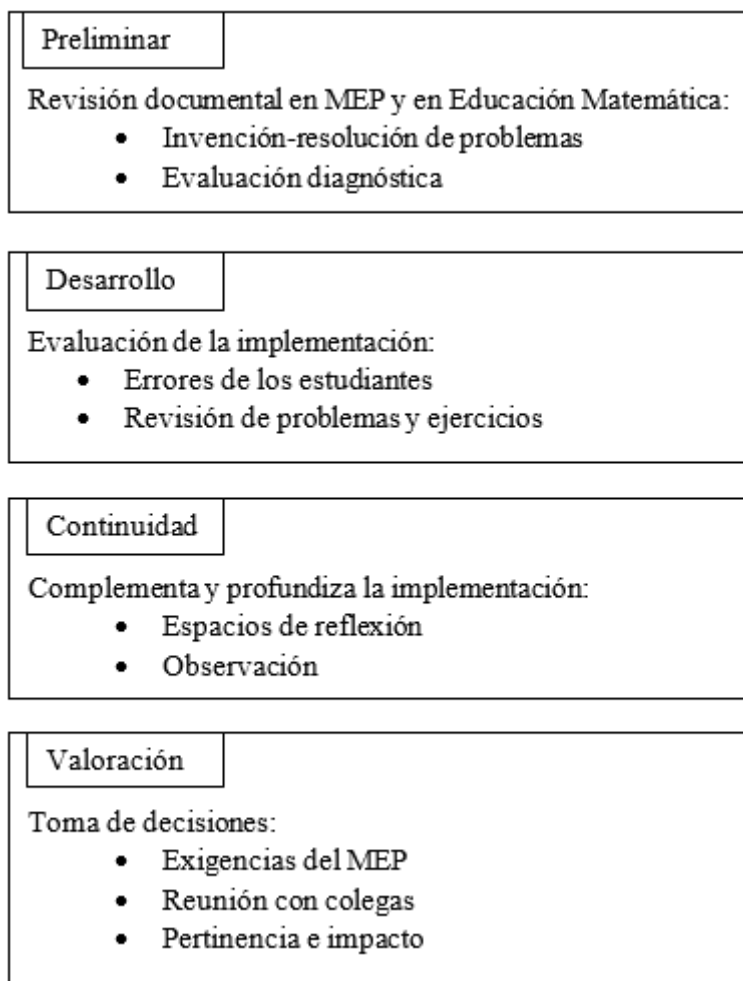 Preliminar
Revisión documental en MEP y en Educación Matemática:
• Invención-resolución de problemas
• Evaluación diagnóstica
Desarrollo
Evaluación de la implementación:
• Errores de los estudiantes
• Revisión de problemas y ejercicios
Continuidad
Complementa y profundiza la implementación:
• Espacios de reflexión
• Observación
Valoración
Toma de decisiones:
• Exigencias del MEP
• Reunión con colegas
• Pertinencia e impacto